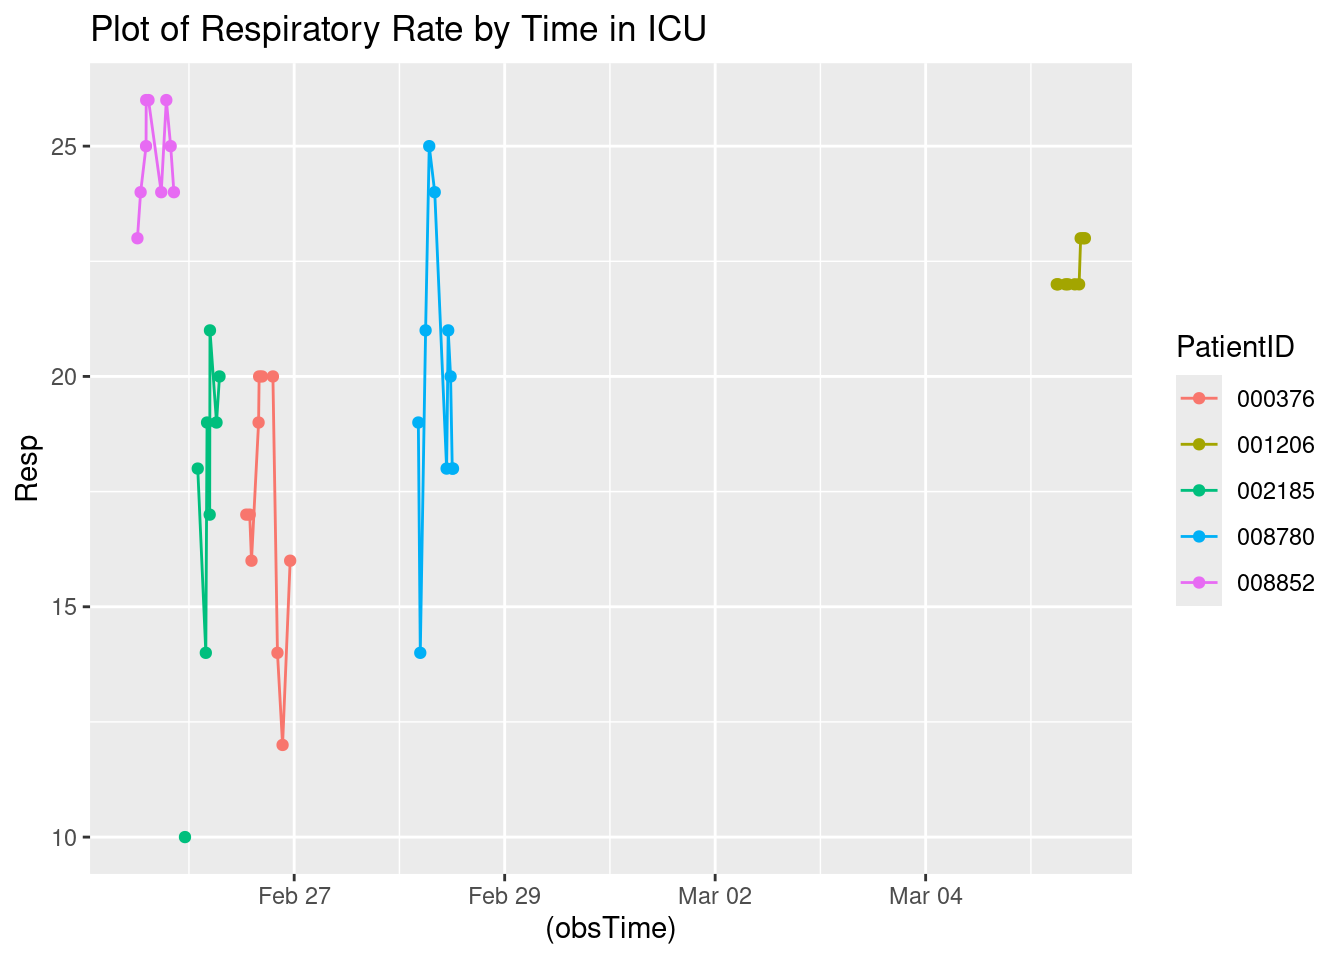 Plot of Respiratory Rate by Time in ICU
25
20
15
10
Resp
Feb 27
Feb 29
Mar 02
Mar 04
(obsTime)
PatientID
000376
001206
002185
008780
008852